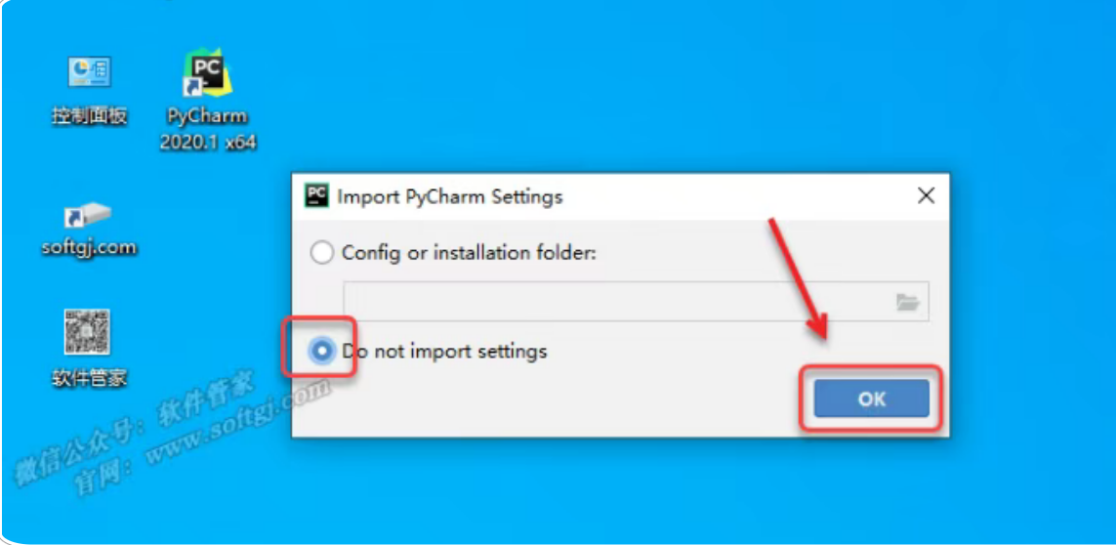 控制面板
PyCharm
2020.1 x64
softgj.com
软件管家
PC Import PyCharm Settings
Config or installation folder:
Do not import settings
OK
微信公众号：软件管家
官网：www.softgj.com